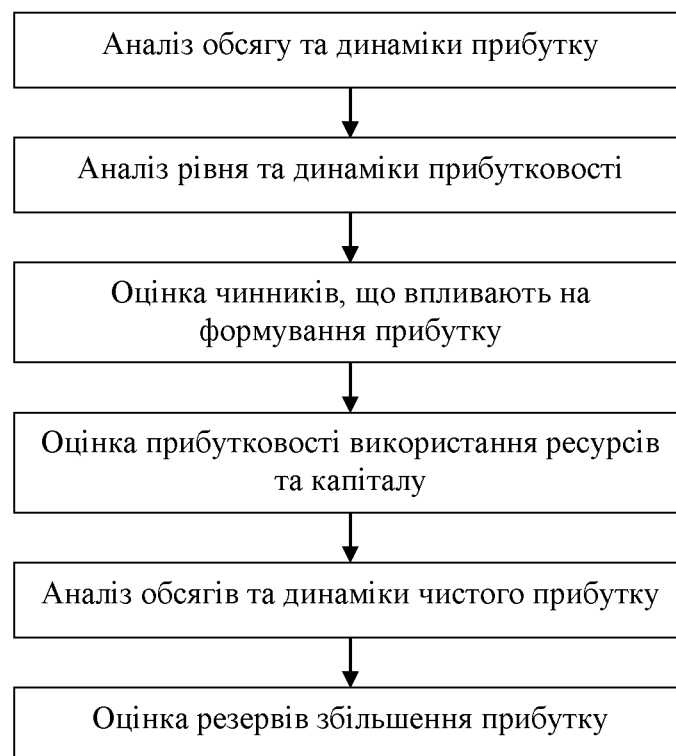 Аналіз обсягу та динаміки прибутку
Аналіз рівня та динаміки прибутковості
Оцінка чинників, що впливають на
формування прибутку
Оцінка прибутковості використання ресурсів
та капіталу
Аналіз обсягів та динаміки чистого прибутку
Оцінка резервів збільшення прибутку